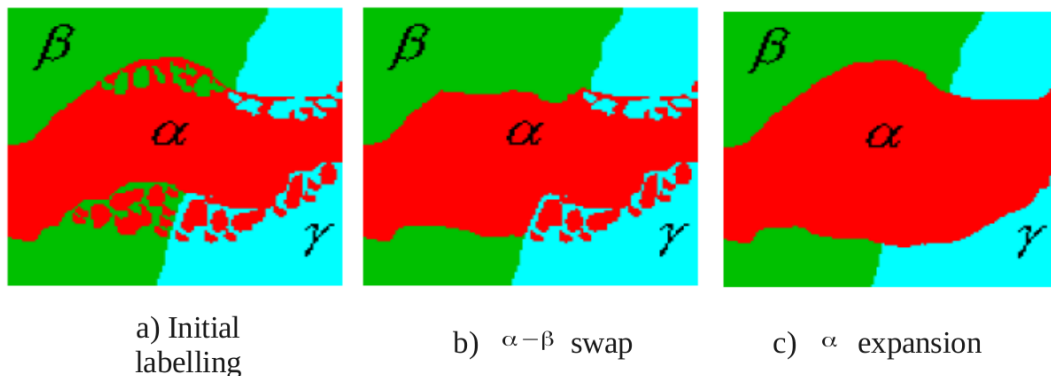 β
α
γ
β
α
γ
β
α
γ
a) Initial
labelling
b) α−β swap
c) α expansion